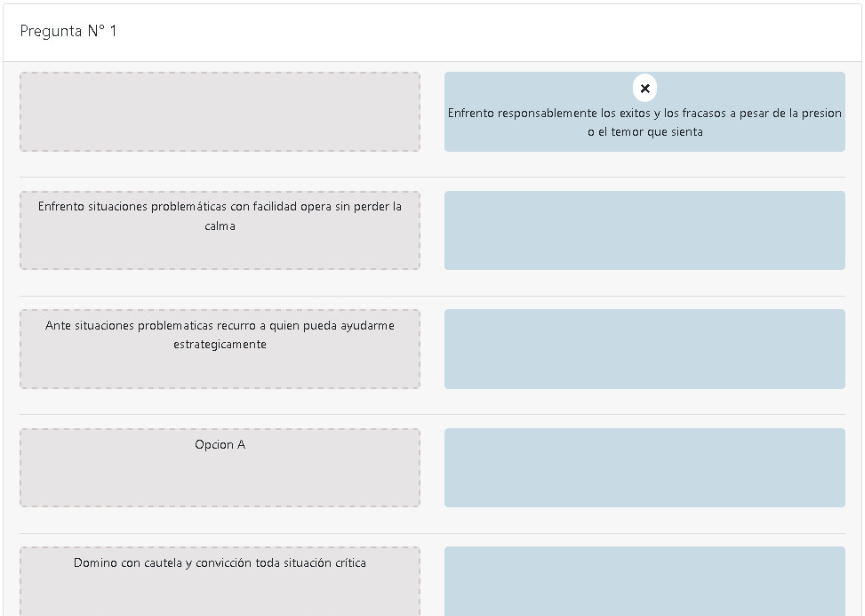 Pregunta N° 1
Enfrento responsablemente los exitos y los fracasos a pesar de la presion
o el temor que sienta
Enfrento situaciones problemáticas con facilidad opera sin perder la
calma
Ante situaciones problematicas recurro a quien pueda ayudarme
estrategicamente
Opcion A
Domino con cautela y convicción toda situación crítica